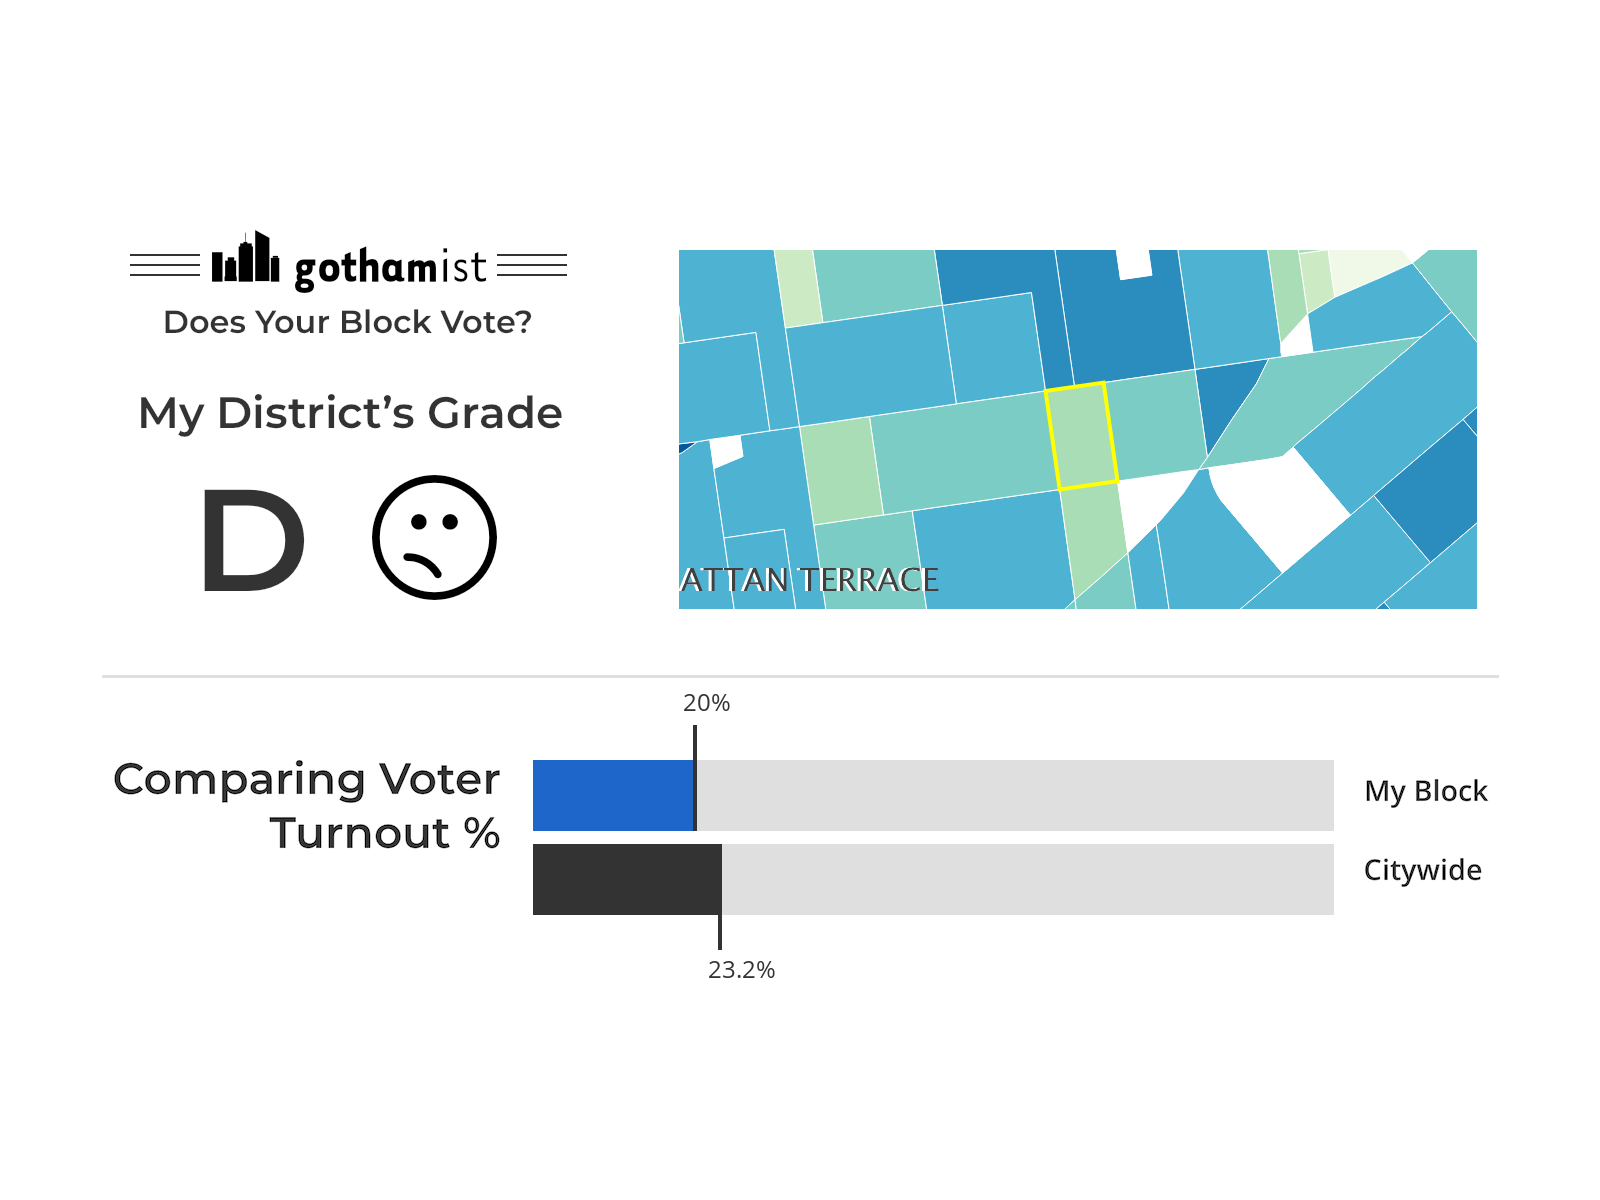 gothamist
Does Your Block Vote?
My District’s Grade
D
ATTAN TERRACE
20%
Comparing Voter
Turnout %
My Block
Citywide
23.2%